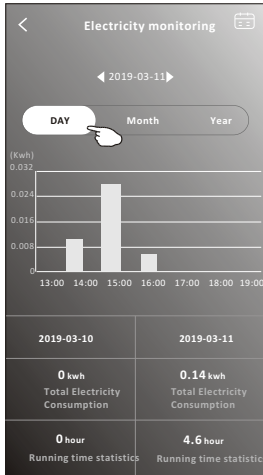 Electricity monitoring
2019-03-11
DAY Month Year
(Kwh)
0.032
0.024
0.016
0.008
0
13:00 14:00 15:00 16:00 17:00 18:00 19:00
2019-03-10 2019-03-11
0 kwh 0.14 kwh
Total Electricity Total Electricity
Consumption Consumption
0 hour 4.6 hour
Running time statistics Running time statistic